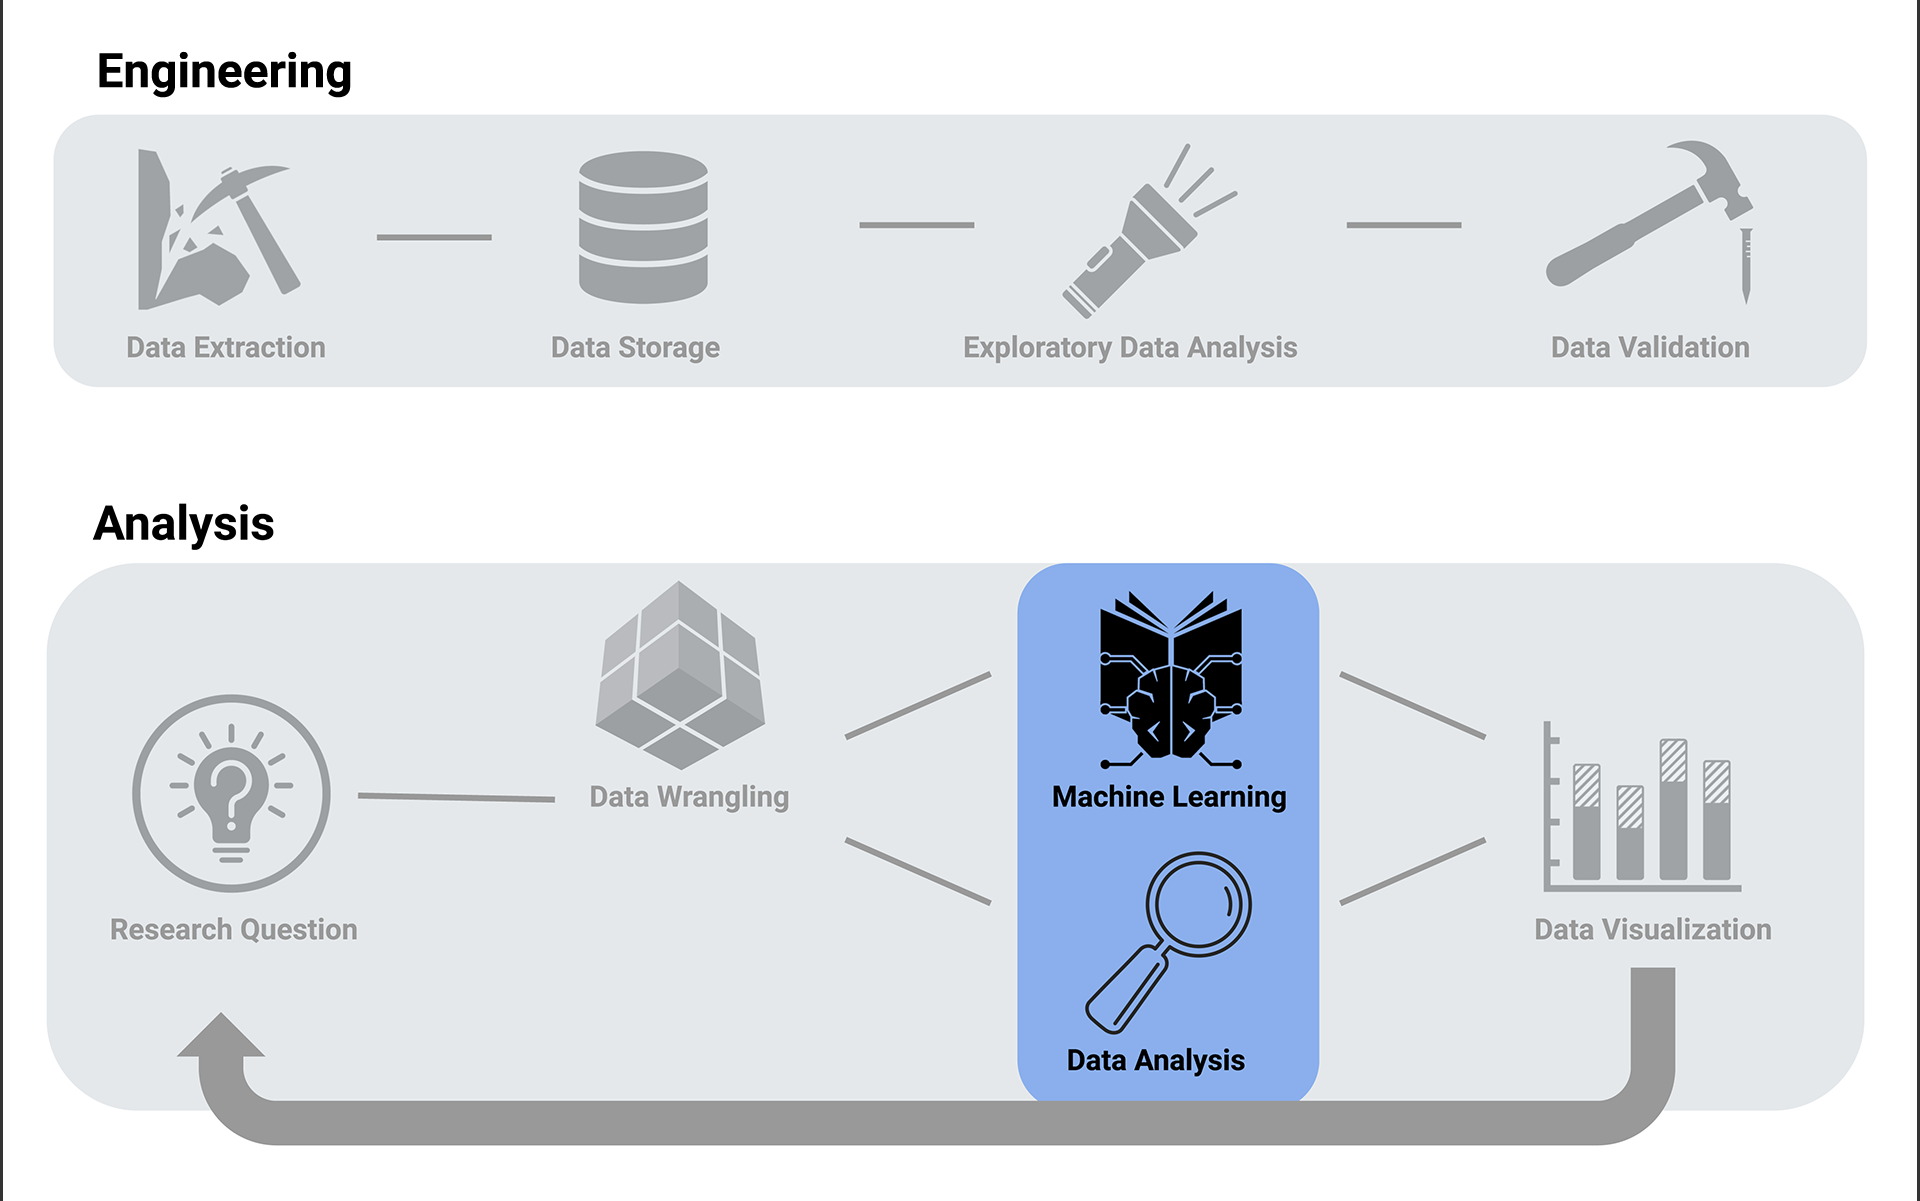 Engineering
Data Extraction
Data Storage
Exploratory Data Analysis
Data Validation
Analysis
Research Question
Data Wrangling
Machine Learning
Data Analysis
Data Visualization